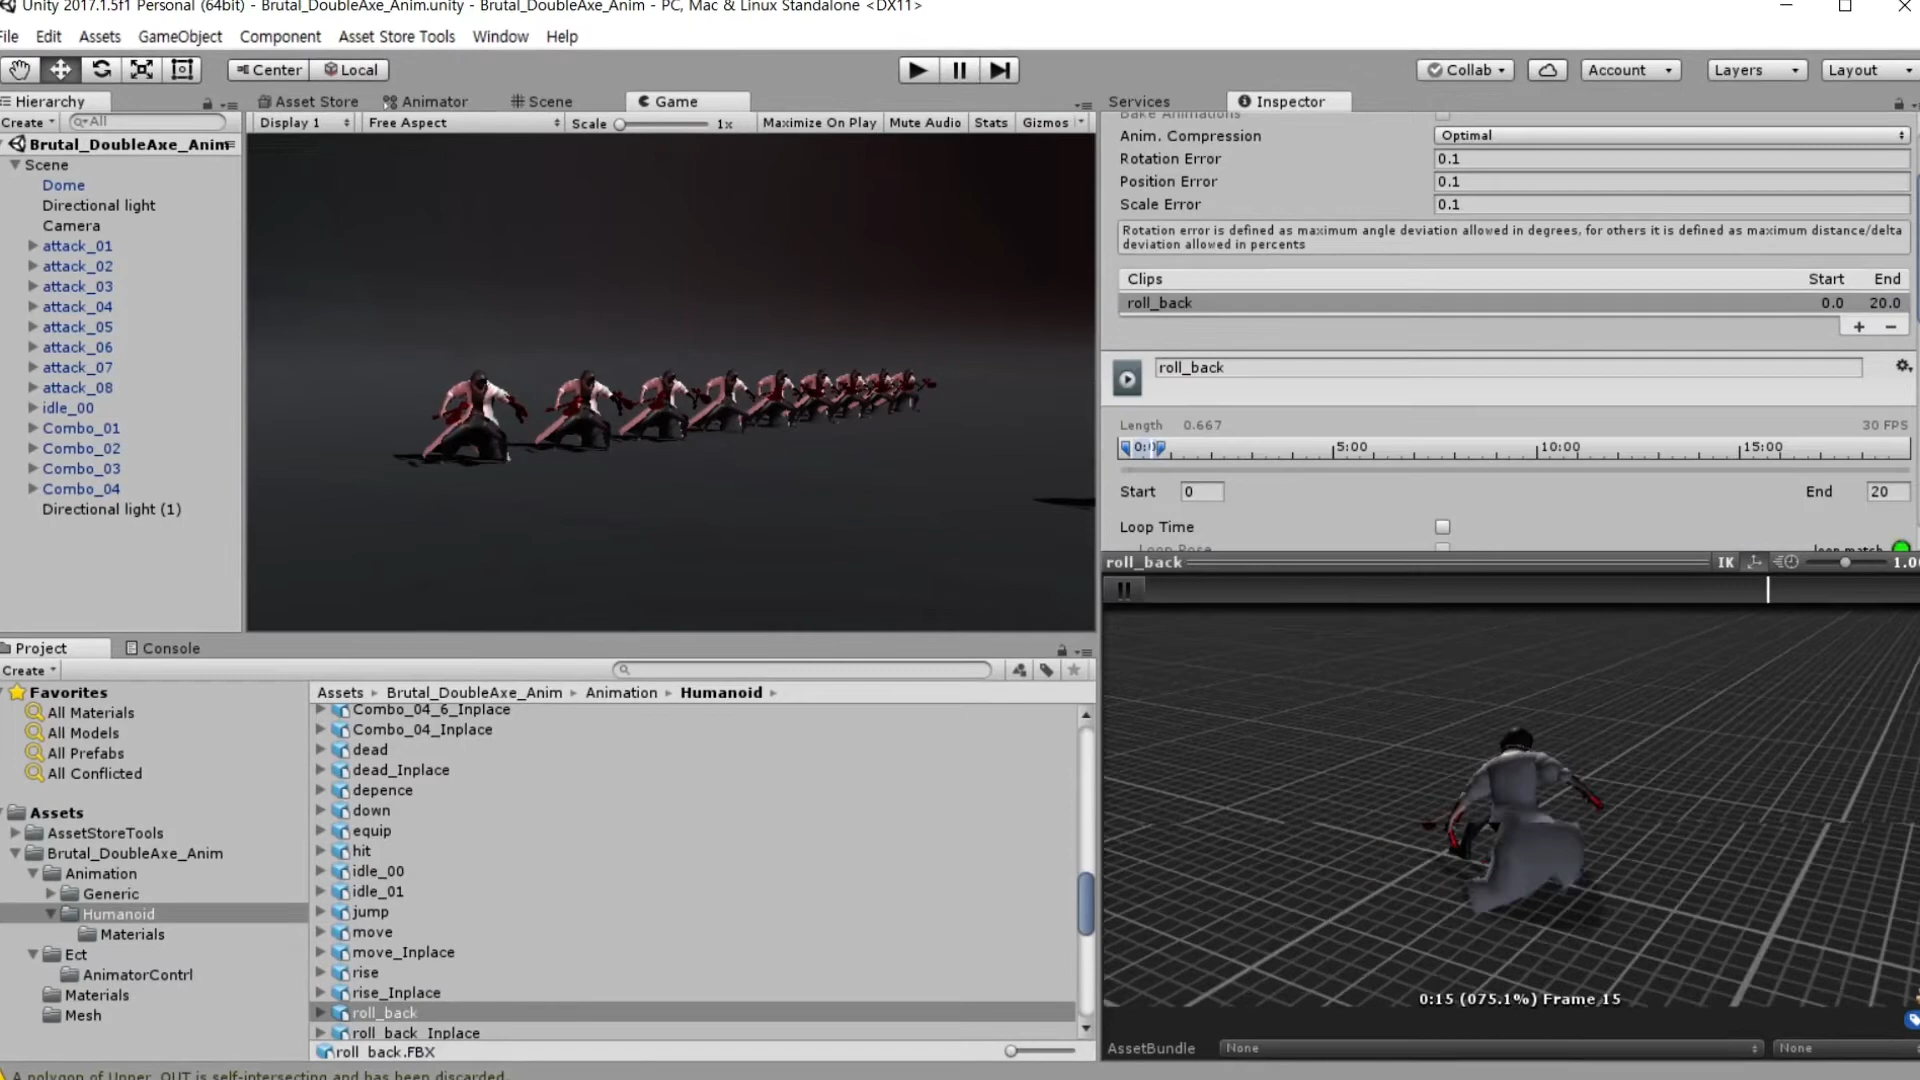 Unity 2017.1.5f1 Personal (64bit) - Brutal_DoubleAxe_Anim.unity - Brutal_DoubleAxe_Anim - PC, Mac & Linux Standalone <DX11>
File Edit Assets GameObject Component Asset Store Tools Window Help
Center Local Collab Account Layers Layout
Hierarchy
Create All
Brutal_DoubleAxe_Anim
Scene
Dome
Directional light
Camera
attack_01
attack_02
attack_03
attack_04
attack_05
attack_06
attack_07
attack_08
idle_00
Combo_01
Combo_02
Combo_03
Combo_04
Directional light (1)
Asset Store Animator Scene Game
Display 1 Free Aspect Scale 1x Maximize On Play Mute Audio Stats Gizmos
Services Inspector
Bake Animations
Anim. Compression Optimal
Rotation Error 0.1
Position Error 0.1
Scale Error 0.1
Rotation error is defined as maximum angle deviation allowed in degrees, for others it is defined as maximum distance/delta
deviation allowed in percents
Clips Start End
roll_back 0.0 20.0
+ −
roll_back
Length 0.667 30 FPS
5:00 10:00 15:00
Start 0 End 20
Loop Time
Loop Pose loop match
roll_back IK 1.00
0:15 (075.1%) Frame 15
AssetBundle None None
Project Console
Create
Favorites
All Materials
All Models
All Prefabs
All Conflicted
Assets
AssetStoreTools
Brutal_DoubleAxe_Anim
Animation
Generic
Humanoid
Materials
Ect
AnimatorContrl
Materials
Mesh
Assets Brutal_DoubleAxe_Anim Animation Humanoid
Combo_04_6_Inplace
Combo_04_Inplace
dead
dead_Inplace
depence
down
equip
hit
idle_00
idle_01
jump
move
move_Inplace
rise
rise_Inplace
roll_back
roll_back_Inplace
roll_back.FBX
A polygon of Upper_OUT is self-intersecting and has been discarded.